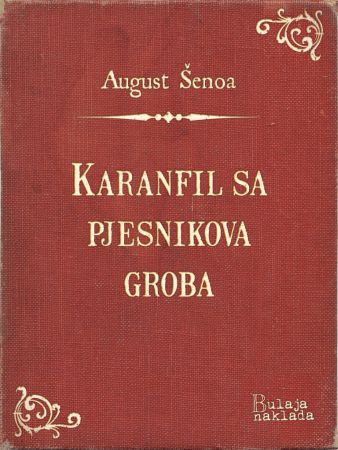 August Šenoa
KARANFIL SA
PJESNIKOVA
GROBA
Bulaja
naklada